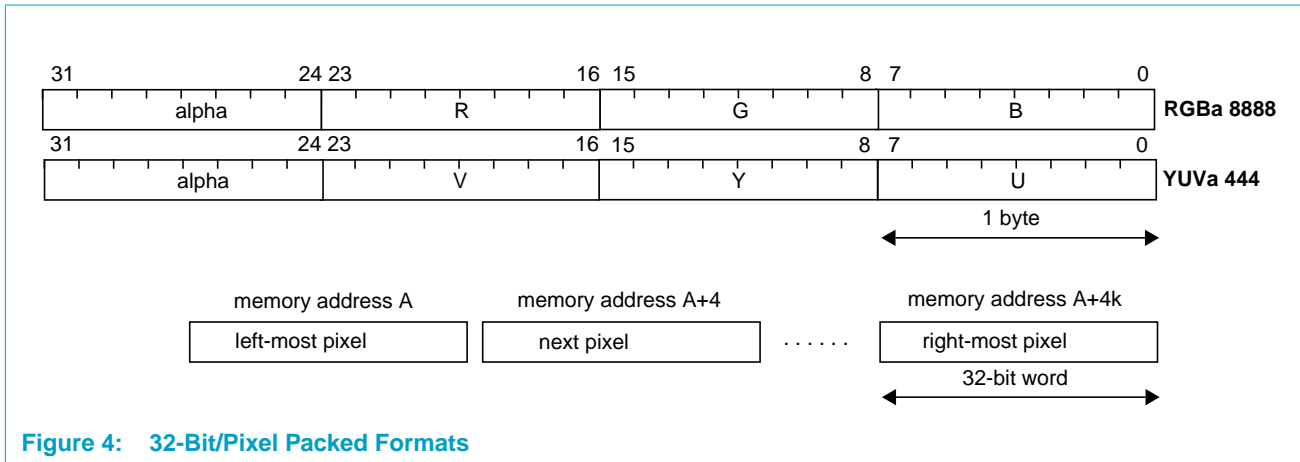 31 24 23 16 15 8 7 0
alpha R G B RGBa 8888
31 24 23 16 15 8 7 0
alpha V Y U YUVa 444
1 byte
memory address A memory address A+4 memory address A+4k
left-most pixel next pixel ...... right-most pixel
32-bit word
Figure 4: 32-Bit/Pixel Packed Formats